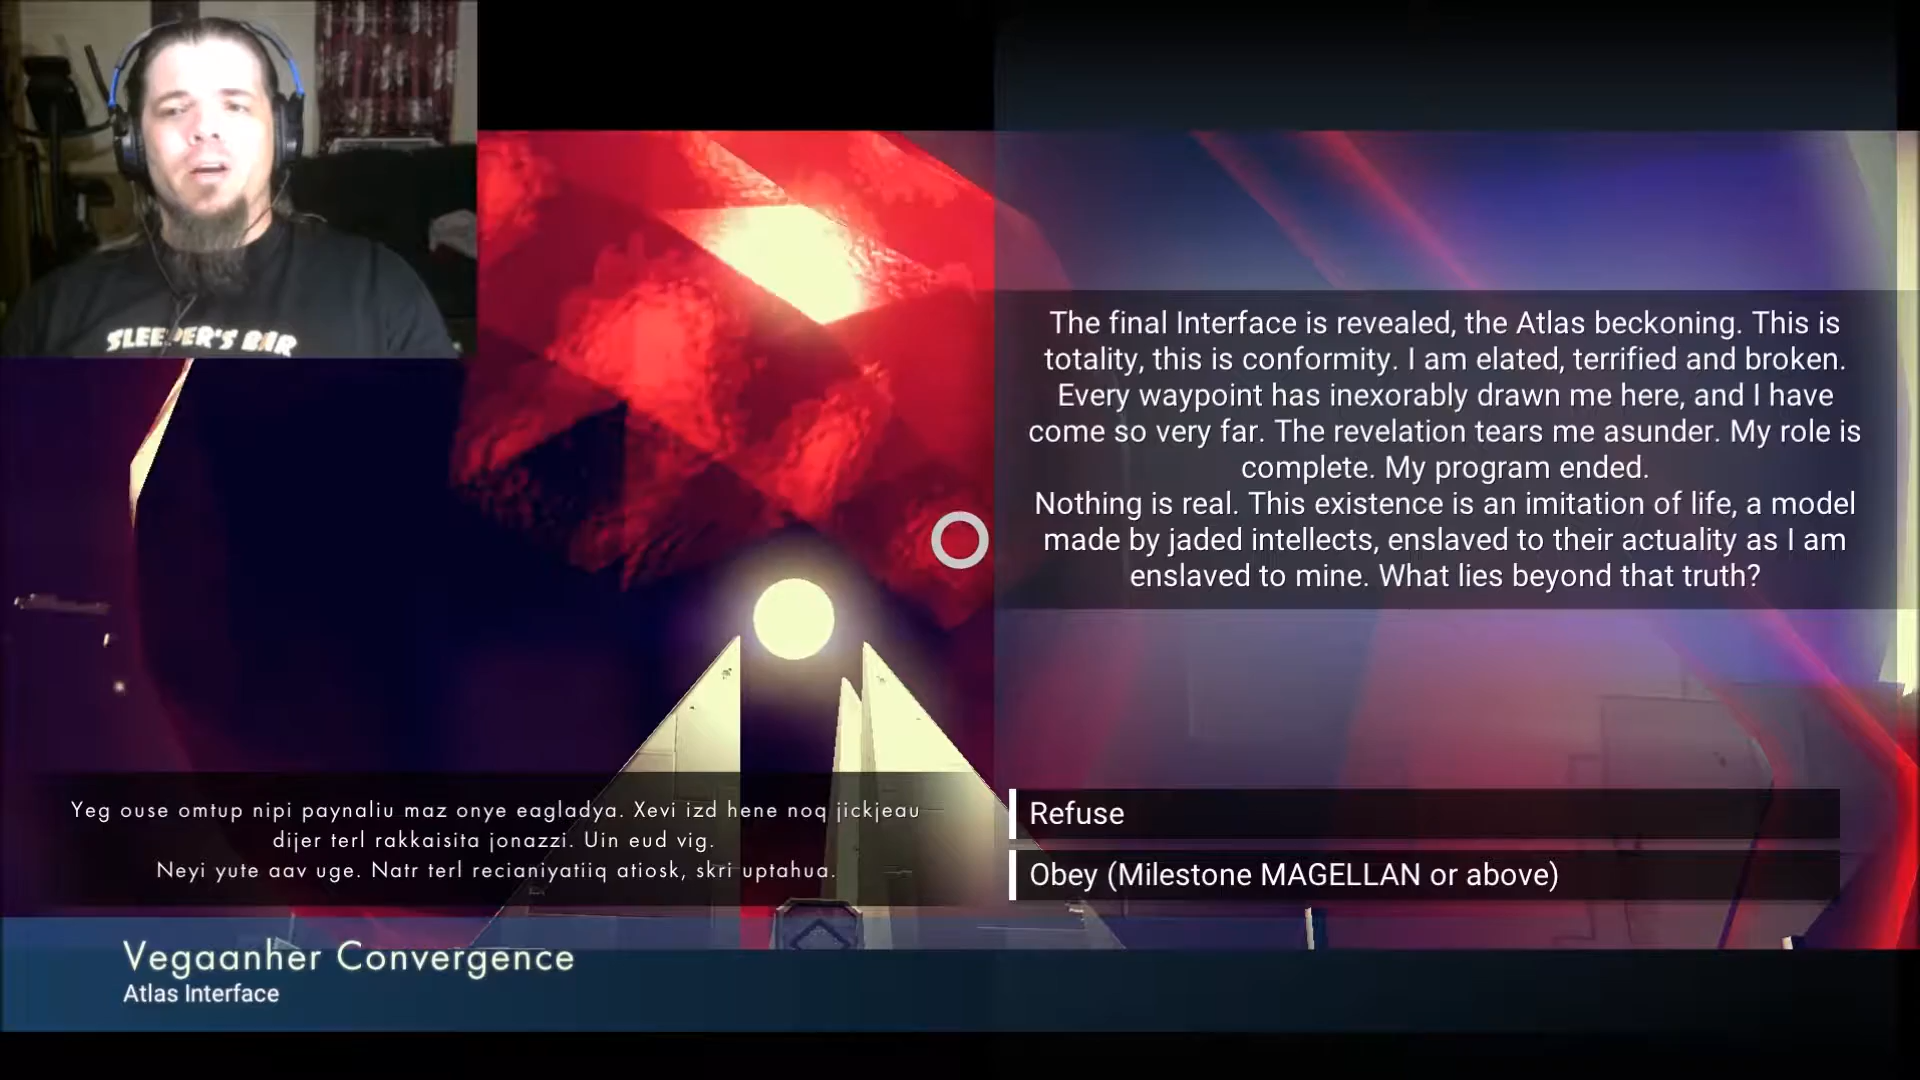 SLEEPER'S BAR
The final Interface is revealed, the Atlas beckoning. This is
totality, this is conformity. I am elated, terrified and broken.
Every waypoint has inexorably drawn me here, and I have
come so very far. The revelation tears me asunder. My role is
complete. My program ended.
Nothing is real. This existence is an imitation of life, a model
made by jaded intellects, enslaved to their actuality as I am
enslaved to mine. What lies beyond that truth?
Yeg ouse omtup nipi paynaliu maz onye eagladya. Xevi izd hene noq jickjeau
dijer terl rakkaisita jonazzi. Uin eud vig.
Neyi yute aav uge. Natr terl recianiyatiiq atiosk, skri uptahua.
Refuse
Obey (Milestone MAGELLAN or above)
Vegaanher Convergence
Atlas Interface